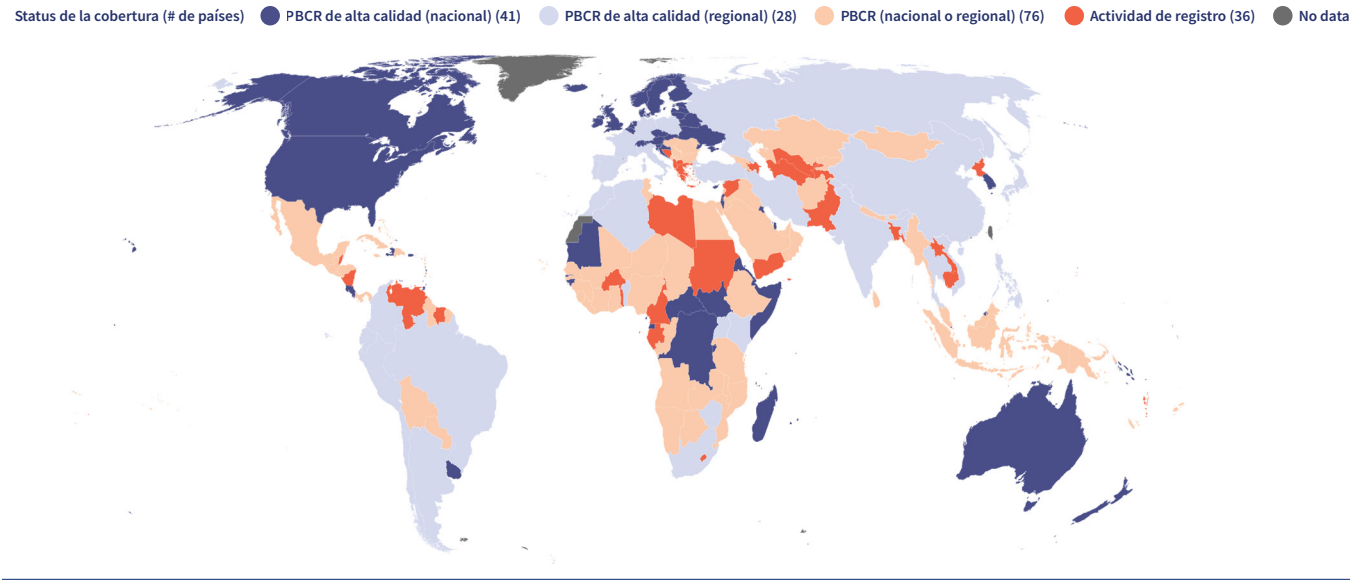 Status de la cobertura (# de países) PBCR de alta calidad (nacional) (41) PBCR de alta calidad (regional) (28) PBCR (nacional o regional) (76) Actividad de registro (36) No data